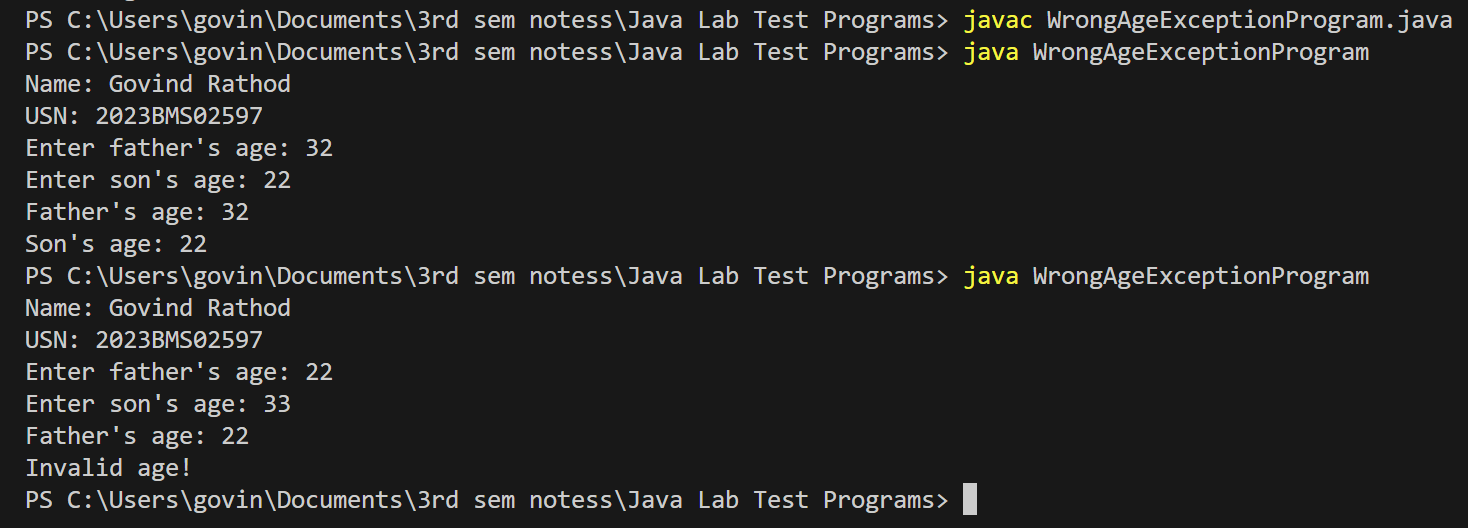 PS C:\Users\govin\Documents\3rd sem notess\Java Lab Test Programs> javac WrongAgeExceptionProgram.java
PS C:\Users\govin\Documents\3rd sem notess\Java Lab Test Programs> java WrongAgeExceptionProgram
Name: Govind Rathod
USN: 2023BMS02597
Enter father's age: 32
Enter son's age: 22
Father's age: 32
Son's age: 22
PS C:\Users\govin\Documents\3rd sem notess\Java Lab Test Programs> java WrongAgeExceptionProgram
Name: Govind Rathod
USN: 2023BMS02597
Enter father's age: 22
Enter son's age: 33
Father's age: 22
Invalid age!
PS C:\Users\govin\Documents\3rd sem notess\Java Lab Test Programs>